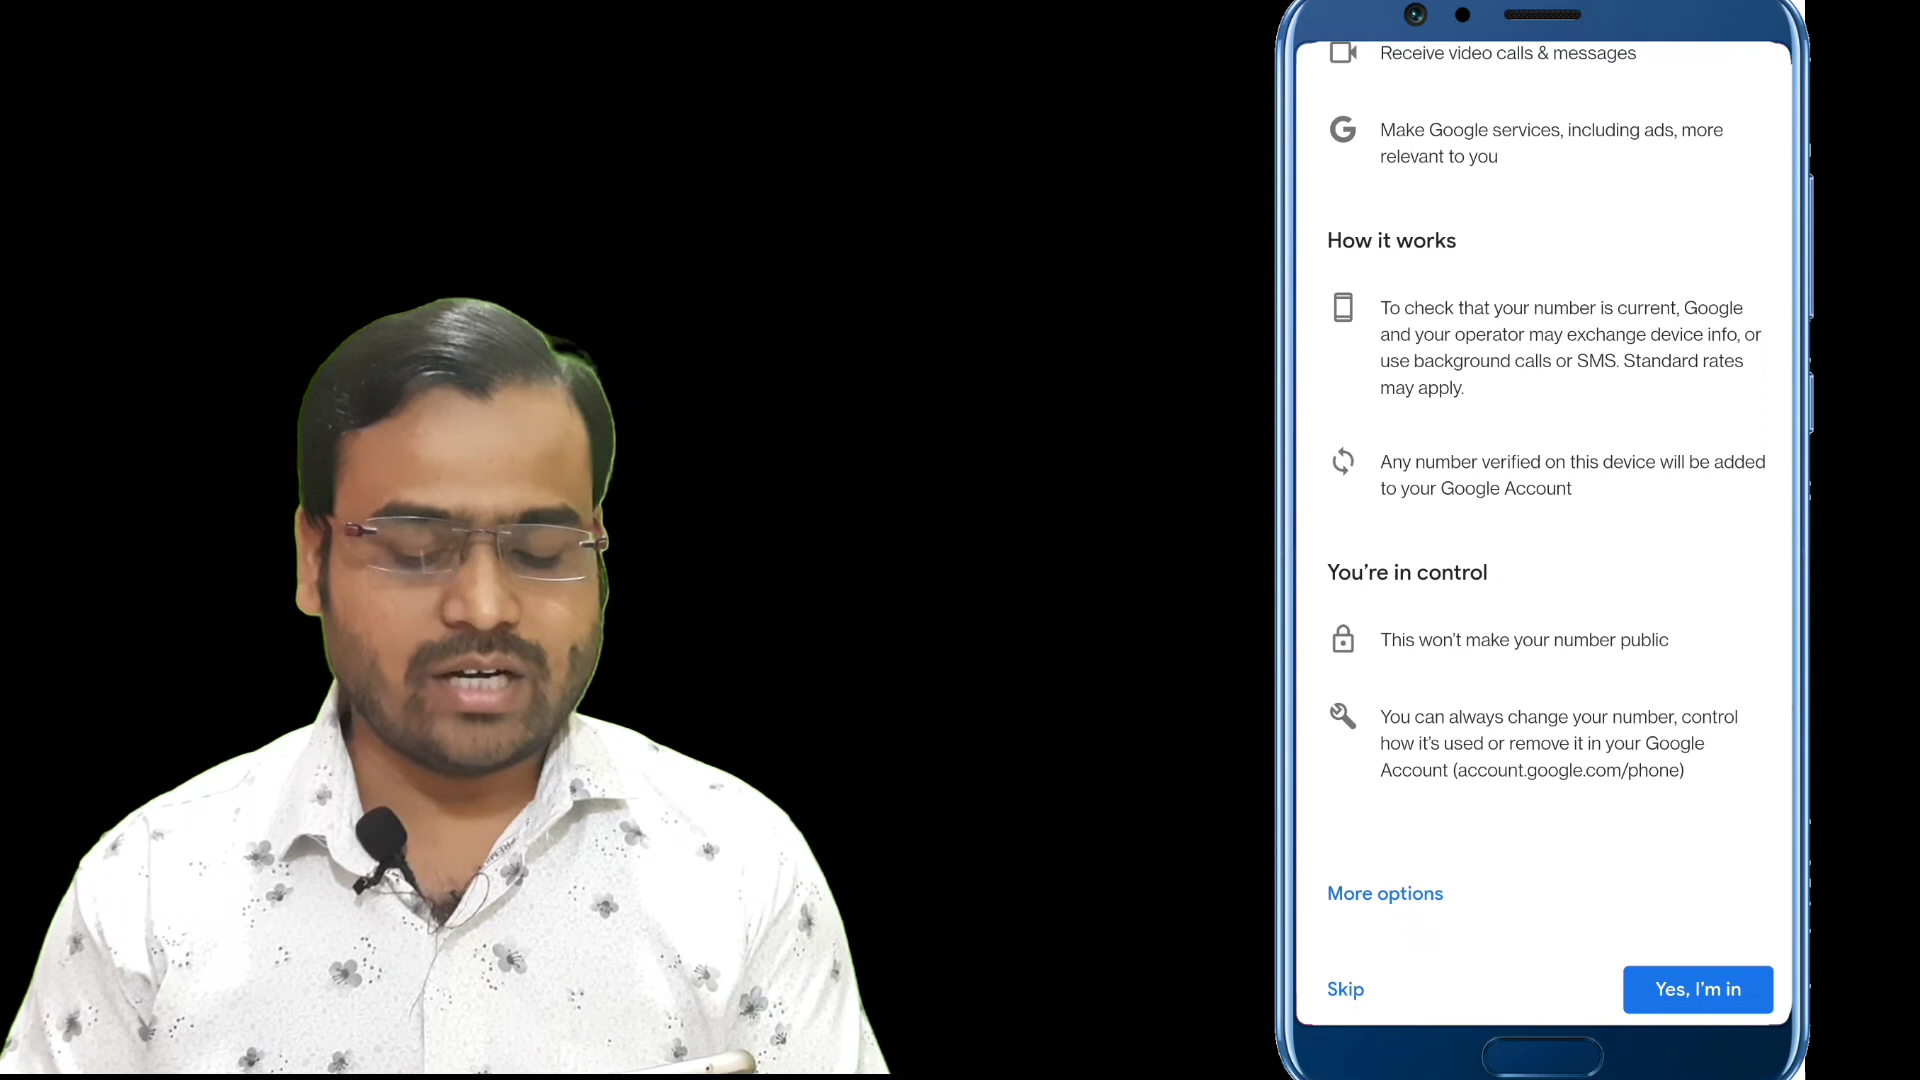 Receive video calls & messages
Make Google services, including ads, more
relevant to you
How it works
To check that your number is current, Google
and your operator may exchange device info, or
use background calls or SMS. Standard rates
may apply.
Any number verified on this device will be added
to your Google Account
You’re in control
This won’t make your number public
You can always change your number, control
how it’s used or remove it in your Google
Account (account.google.com/phone)
More options
Skip
Yes, I’m in